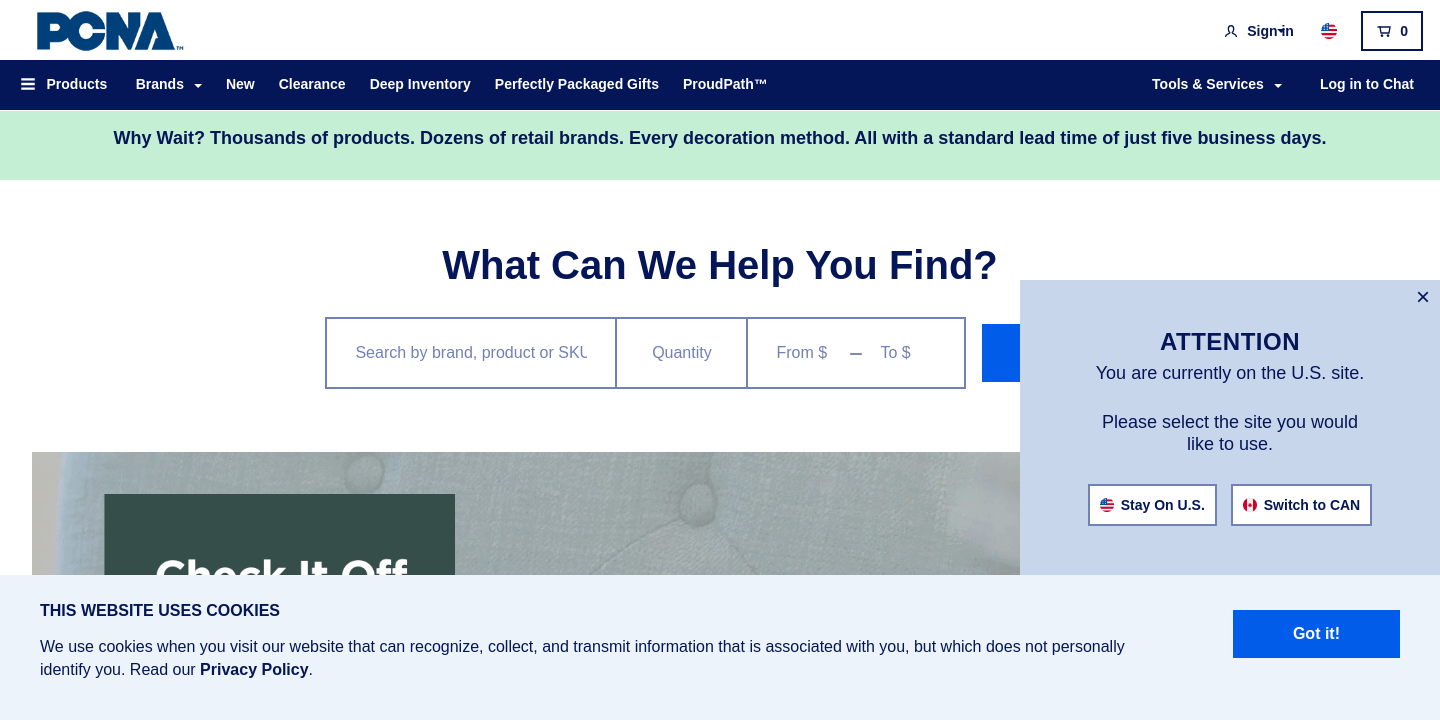 PCNA™
Sign in
0
Products
Brands
New
Clearance
Deep Inventory
Perfectly Packaged Gifts
ProudPath™
Tools & Services
Log in to Chat
Why Wait? Thousands of products. Dozens of retail brands. Every decoration method. All with a standard lead time of just five business days.
What Can We Help You Find?
Search by brand, product or SKU
Quantity
From $
–
To $
×
ATTENTION
You are currently on the U.S. site.
Please select the site you would
like to use.
Stay On U.S.
Switch to CAN
Check It Off
THIS WEBSITE USES COOKIES
We use cookies when you visit our website that can recognize, collect, and transmit information that is associated with you, but which does not personally
identify you. Read our Privacy Policy.
Got it!